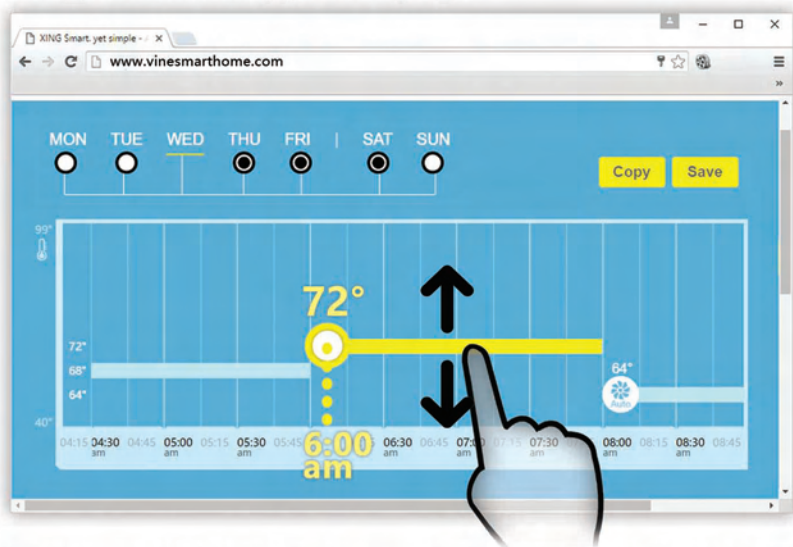 XING Smart. yet simple -
www.vinesmarthome.com
MON TUE WED THU FRI | SAT SUN
Copy Save
99°
72°
72°
68°
64°
64°
Auto
40°
04:15 04:30 am 04:45 05:00 am 05:15 05:30 am 05:45 6:00 am 06:30 am 06:45 07:00 am 07:15 07:30 am 08:00 am 08:15 08:30 am 08:45